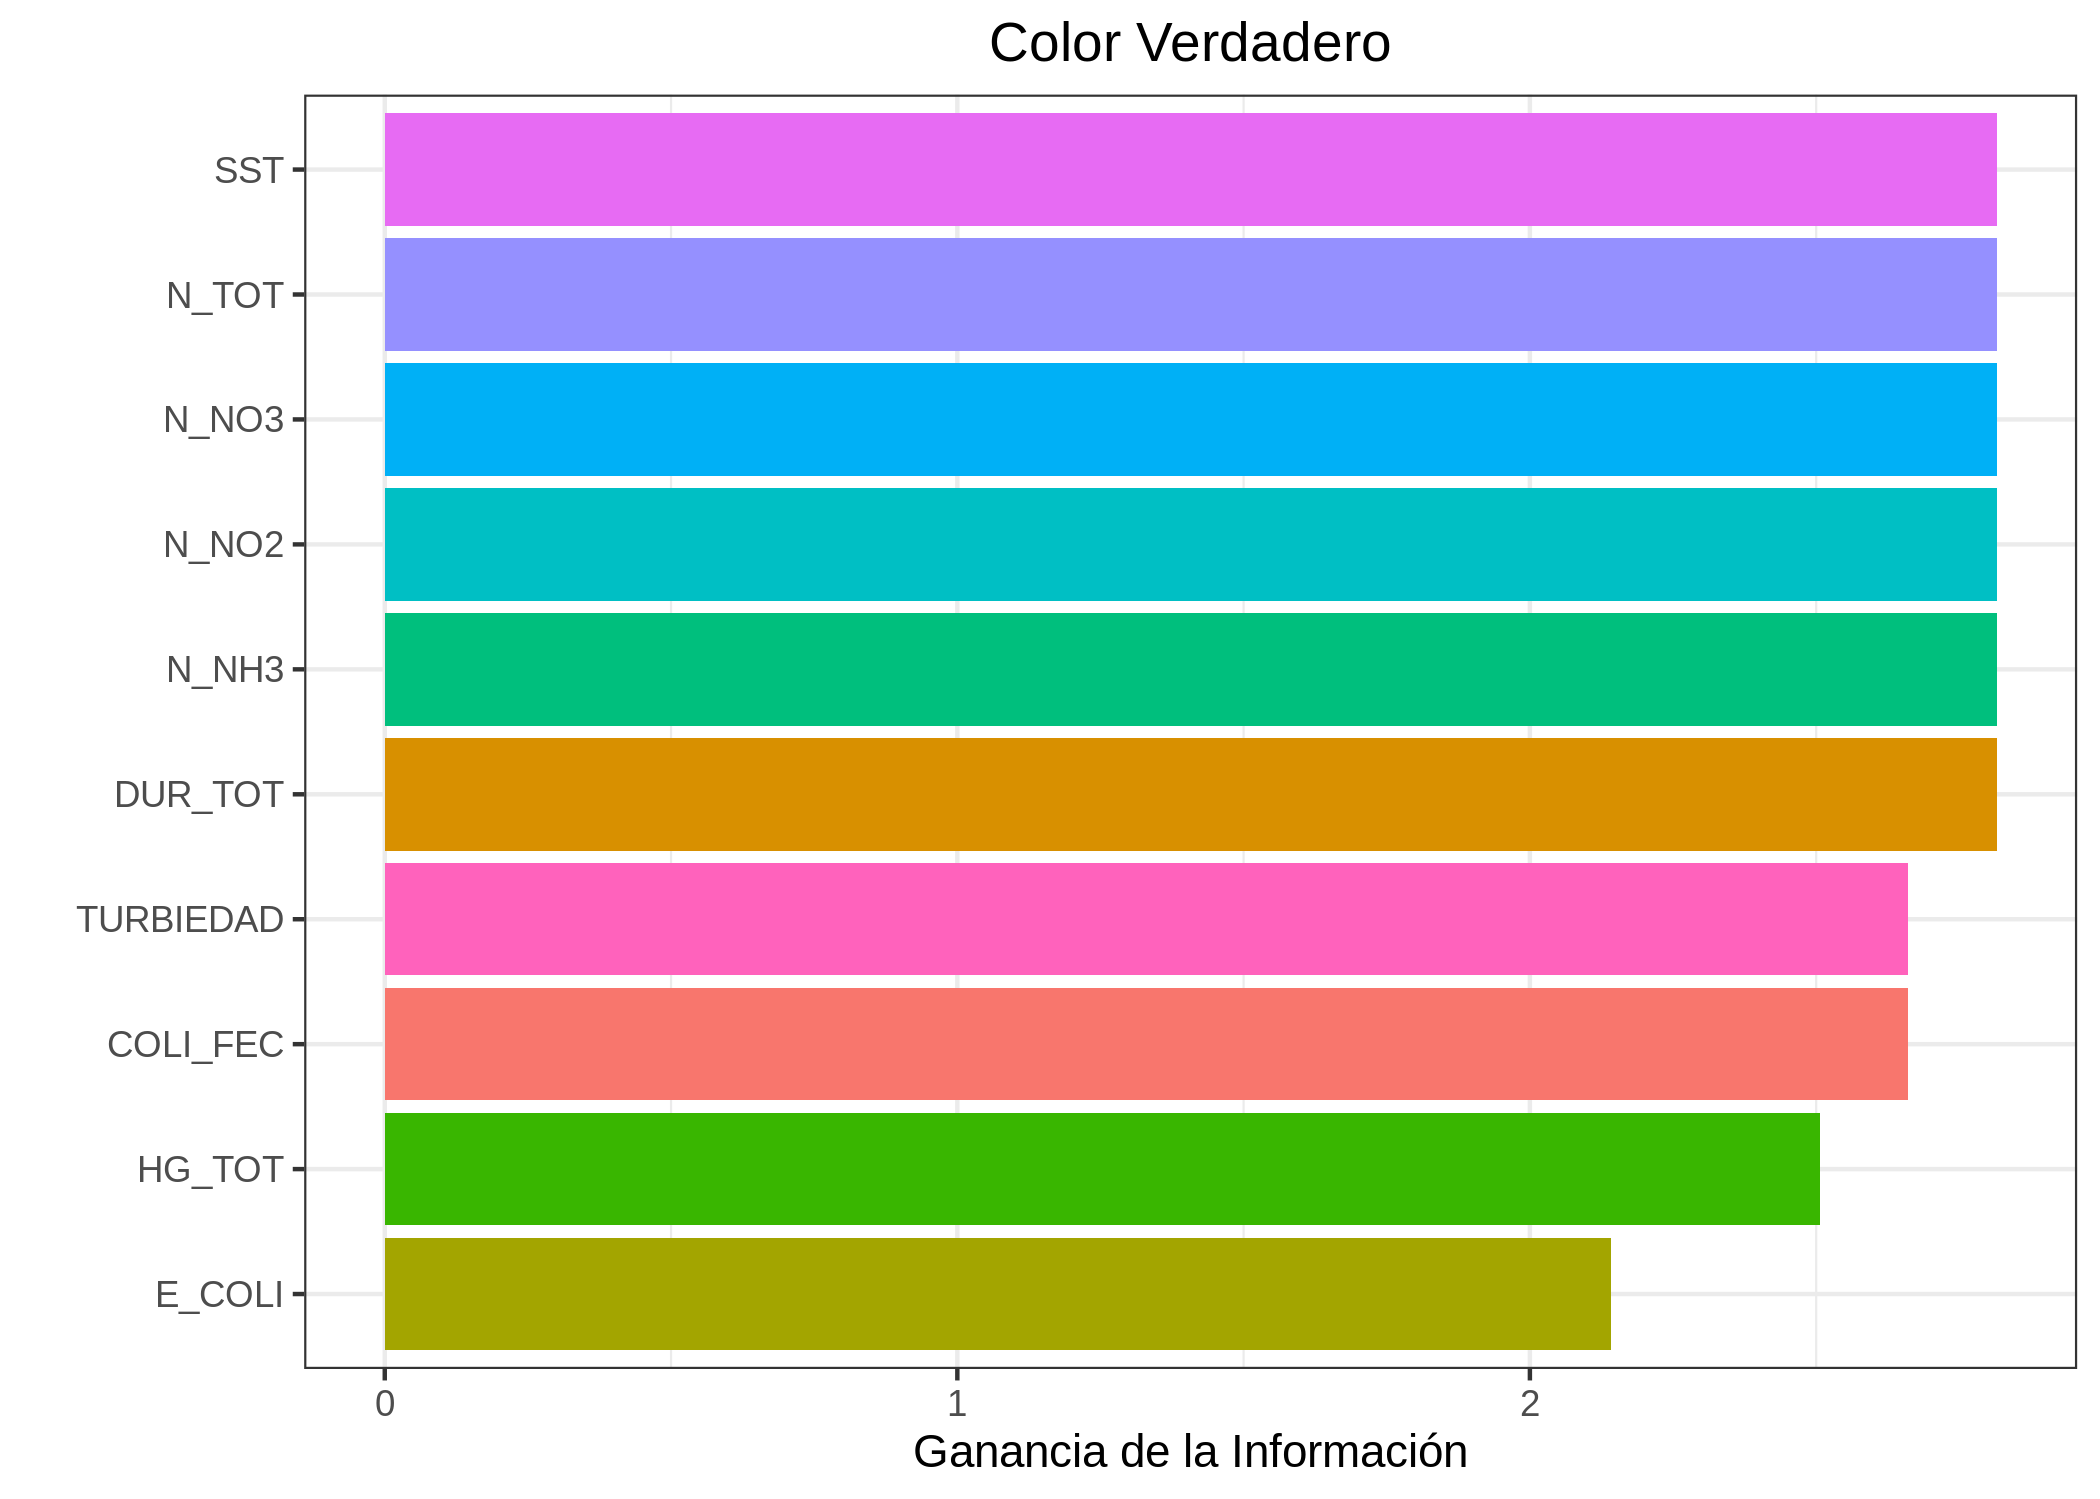 Color Verdadero
SST
N_TOT
N_NO3
N_NO2
N_NH3
DUR_TOT
TURBIEDAD
COLI_FEC
HG_TOT
E_COLI
0 1 2
Ganancia de la Información